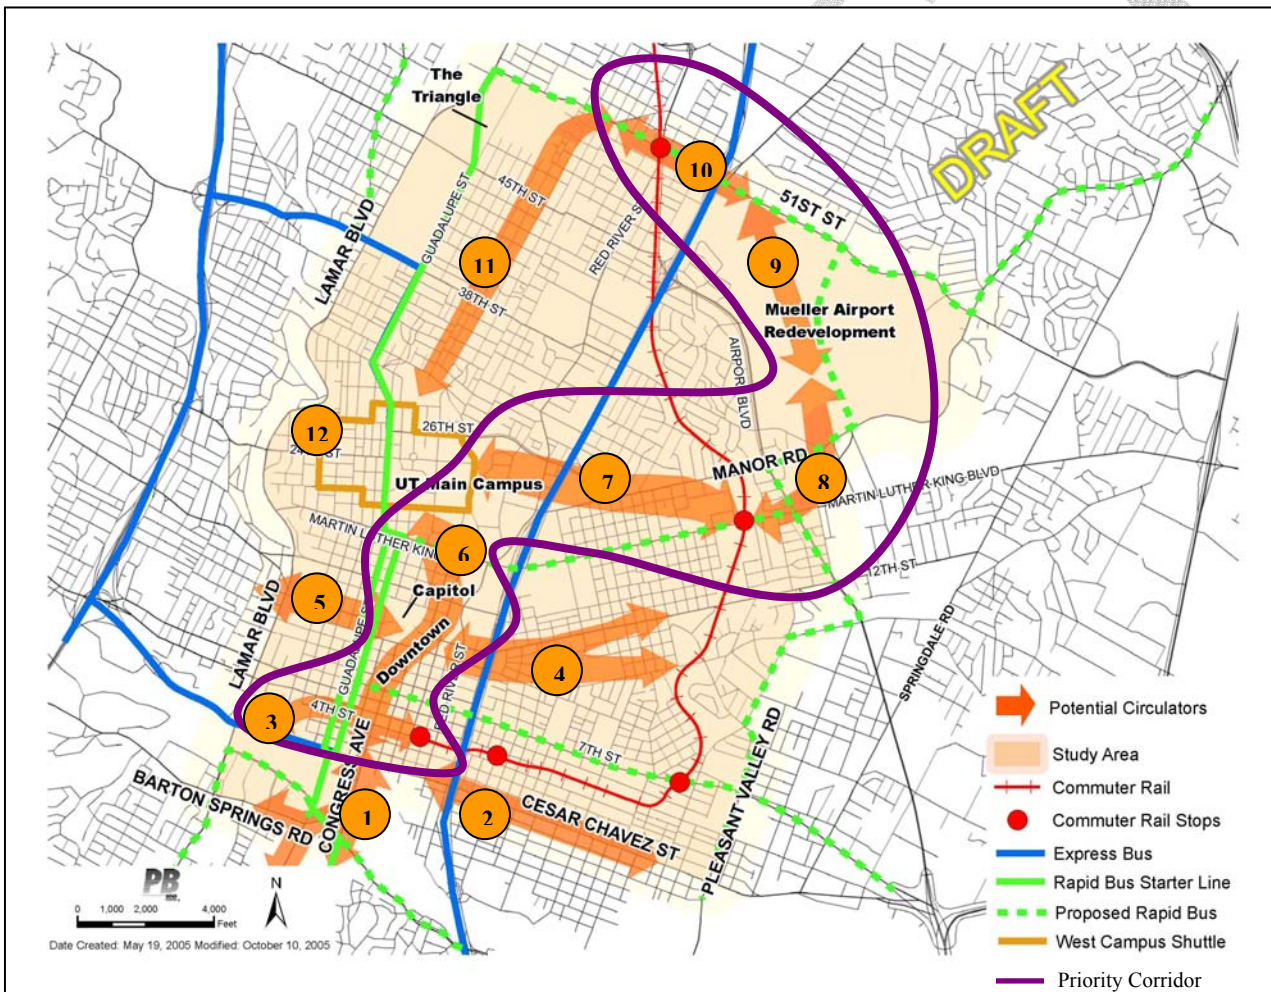 The
Triangle
DRAFT
10
51ST ST
45TH ST
GUADALUPE ST
RED RIVER S
LAMAR BLVD
11
9
38TH ST
Mueller Airport
Redevelopment
AIRPORT BLVD
12
26TH ST
24 ST
MANOR RD
UT Main Campus
7
8
MARTIN LUTHER KING BLVD
MARTIN LUTHER KING
6
12TH ST
5
Capitol
LAMAR BLVD
GUADALUPE S
Downtown
SPRINGDALE RD
4
RED RIVER ST
3
4TH ST
7TH ST
CONGRESS AVE
PLEASANT VALLEY RD
BARTON SPRINGS RD
1
2
CESAR CHAVEZ ST
Potential Circulators
Study Area
Commuter Rail
Commuter Rail Stops
Express Bus
Rapid Bus Starter Line
Proposed Rapid Bus
West Campus Shuttle
Priority Corridor
PB
N
0 1,000 2,000 4,000
Feet
Date Created: May 19, 2005 Modified: October 10, 2005